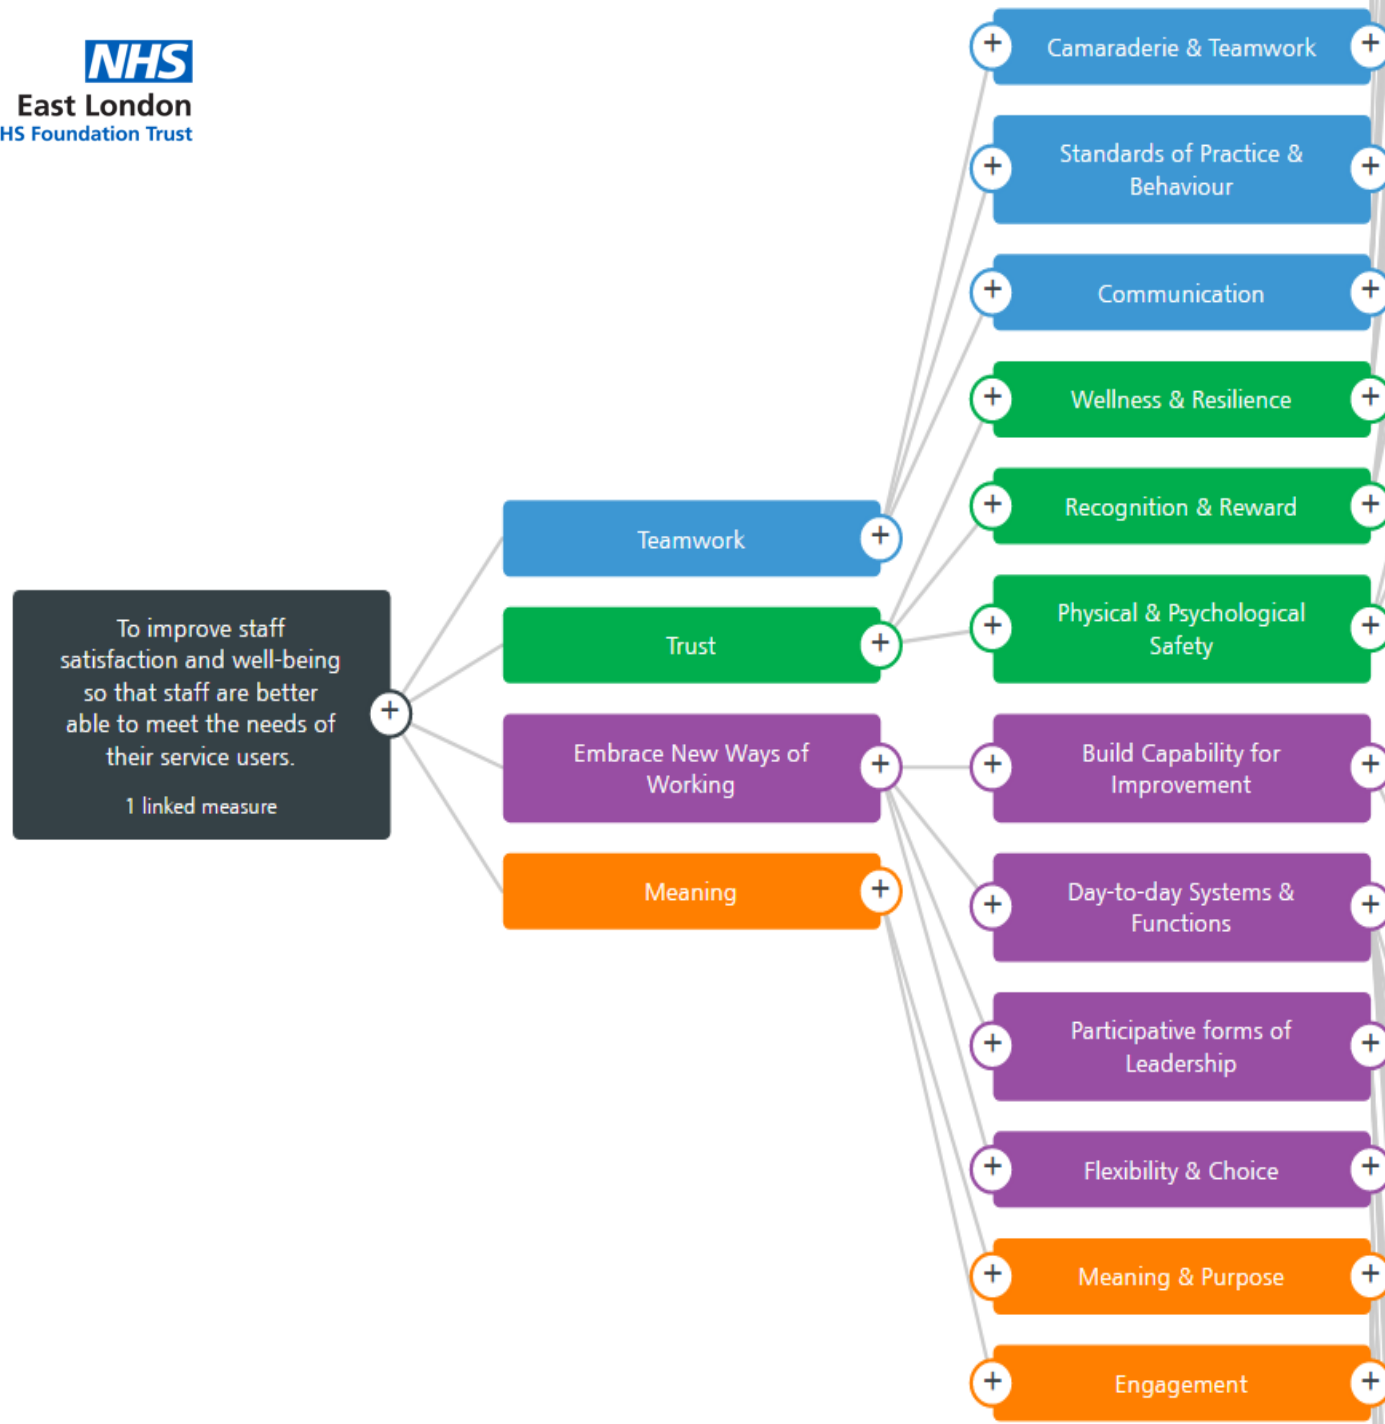 NHS
East London
HS Foundation Trust
To improve staff
satisfaction and well-being
so that staff are better
able to meet the needs of
their service users.
1 linked measure
Teamwork
Trust
Embrace New Ways of
Working
Meaning
Camaraderie & Teamwork
Standards of Practice &
Behaviour
Communication
Wellness & Resilience
Recognition & Reward
Physical & Psychological
Safety
Build Capability for
Improvement
Day-to-day Systems &
Functions
Participative forms of
Leadership
Flexibility & Choice
Meaning & Purpose
Engagement